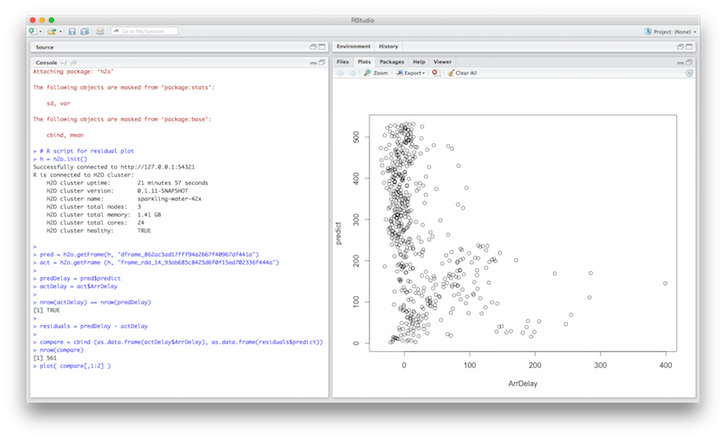 RStudio
Go to file/function
Project: (None)
Source
Console ~/
Attaching package: 'h2o'
The following objects are masked from 'package:stats':
sd, var
The following objects are masked from 'package:base':
cbind, mean
> # R script for residual plot
> h = h2o.init()
Successfully connected to http://127.0.0.1:54321
R is connected to H2O cluster:
H2O cluster uptime: 21 minutes 57 seconds
H2O cluster version: 0.1.11-SNAPSHOT
H2O cluster name: sparkling-water-42x
H2O cluster total nodes: 3
H2O cluster total memory: 1.41 GB
H2O cluster total cores: 24
H2O cluster healthy: TRUE
>
> pred = h2o.getFrame(h, "dframe_862ac3ad17fff94a2667f40967df441a")
> act = h2o.getFrame (h, "frame_rdd_14_93ab685c8425d6f0f15ed702336f444a")
>
> predDelay = pred$predict
> actDelay = act$ArrDelay
>
> nrow(actDelay) == nrow(predDelay)
[1] TRUE
>
> residuals = predDelay - actDelay
>
> compare = cbind (as.data.frame(actDelay$ArrDelay), as.data.frame(residuals$predict))
> nrow(compare)
[1] 561
> plot( compare[,1:2] )
Environment History
Files Plots Packages Help Viewer
Zoom Export Clear All
500
400
300
predict
200
100
0
0 100 200 300 400
ArrDelay